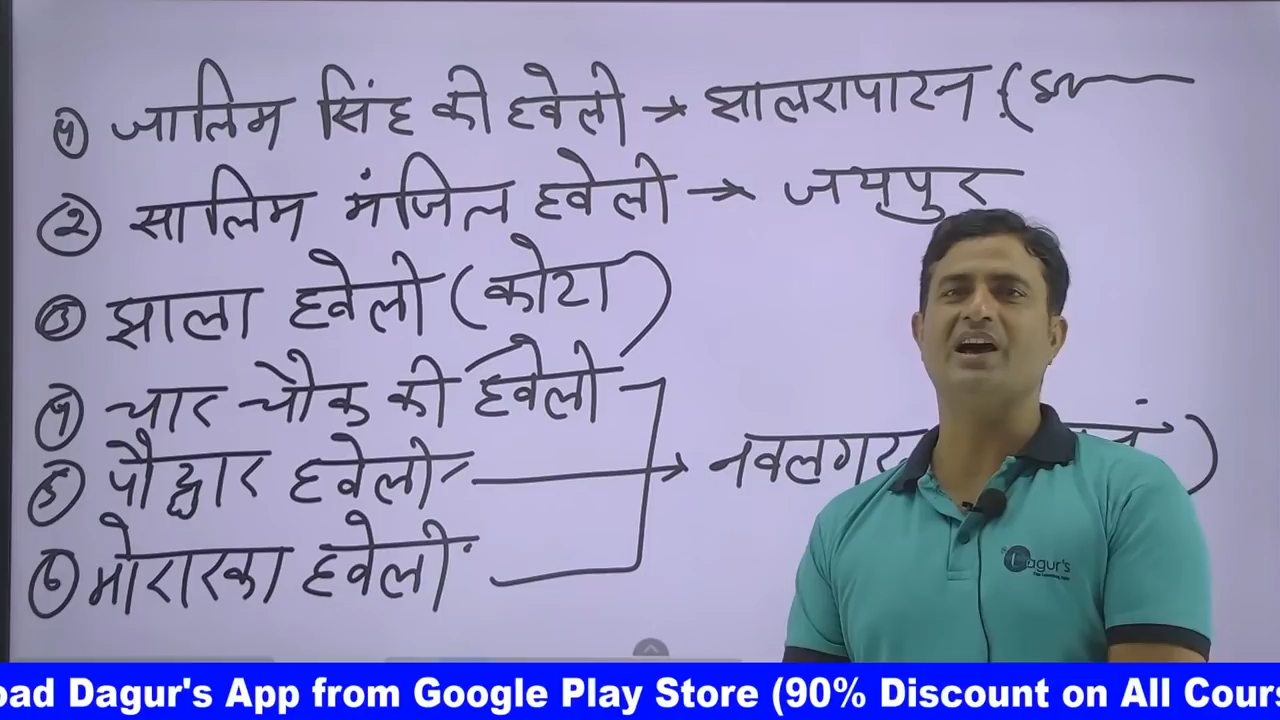 ① जालिम सिंह की हवेली → झालरापाटन (
② सालिम मंजिल हवेली → जयपुर
③ झाला हवेली (कोटा)
④ चार चौक की हवेली
⑤ पौद्दार हवेली → नवलगढ़
⑥ मोरारका हवेली
Dagur's
oad Dagur's App from Google Play Store (90% Discount on All Cours